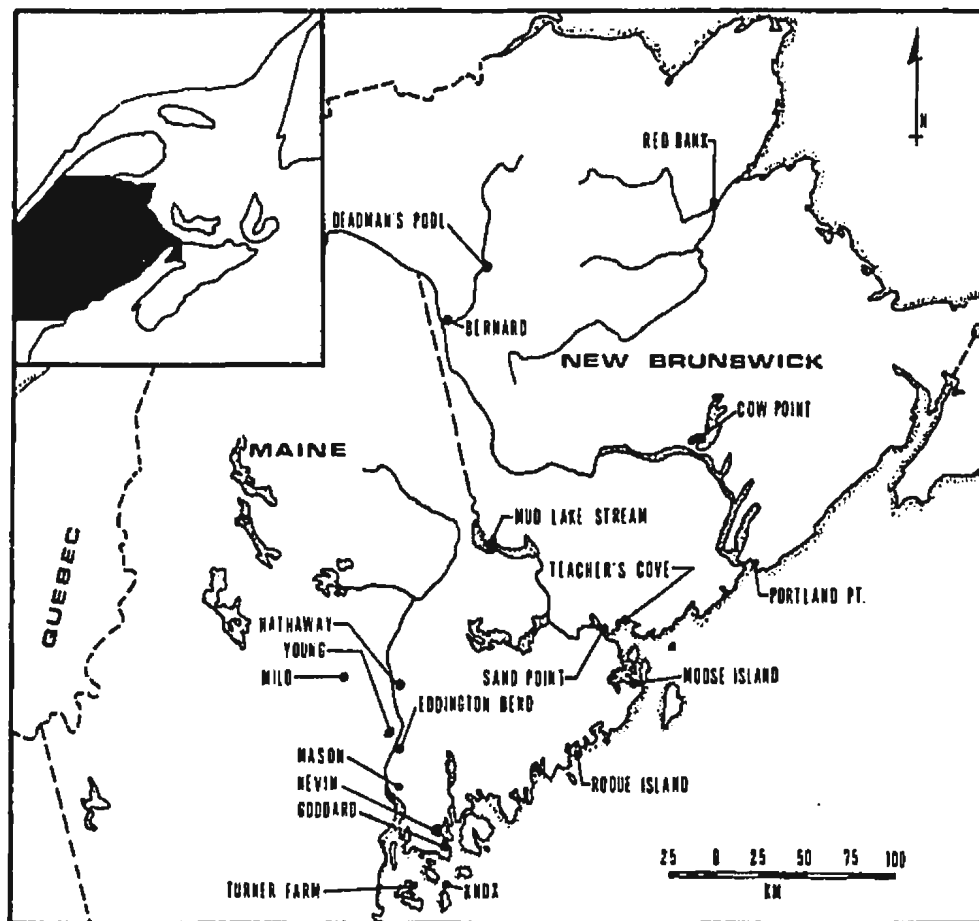 N
RED BANK
DEADMAN'S POOL
BERNARD
NEW BRUNSWICK
COW POINT
MAINE
MUD LAKE STREAM
QUEBEC
TEACHER'S COVE
PORTLAND PT.
HATHAWAY
YOUNG
MILO
SAND POINT
MOOSE ISLAND
EDDINGTON BEND
MASON
NEVIN
GODDARD
ROQUE ISLAND
25 0 25 50 75 100
KM
TURNER FARM
KNOX